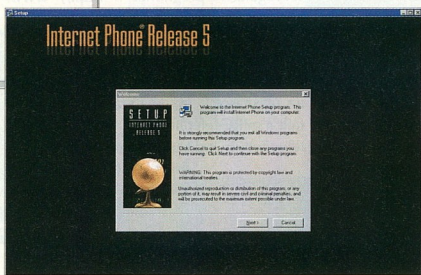 Setup
Internet Phone® Release 5
Welcome
SETUP
INTERNET PHONE
RELEASE 5
Welcome to the Internet Phone Setup program. This
program will install Internet Phone on your computer.
It is strongly recommended that you exit all Windows programs
before running this Setup program.
Click Cancel to quit Setup and then close any programs you
have running. Click Next to continue with the Setup program.
WARNING: This program is protected by copyright law and
international treaties.
Unauthorized reproduction or distribution of this program, or any
portion of it, may result in severe civil and criminal penalties, and
will be prosecuted to the maximum extent possible under law.
Next >
Cancel